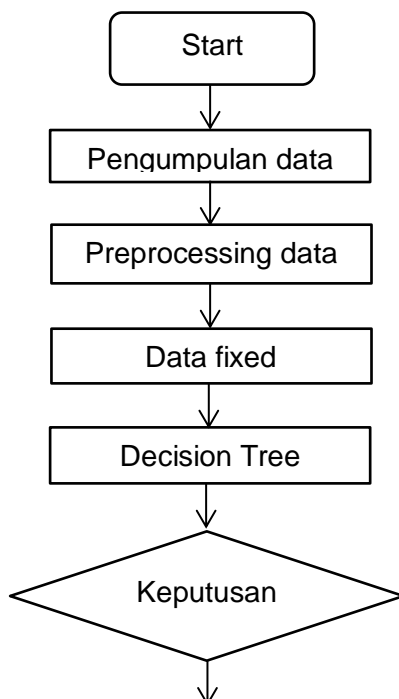 Start
Pengumpulan data
Preprocessing data
Data fixed
Decision Tree
Keputusan